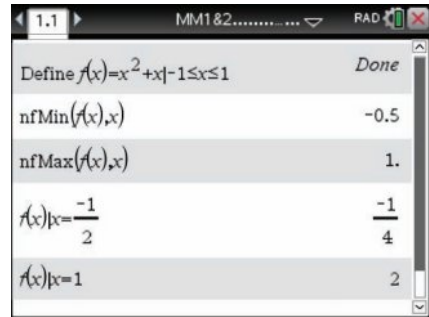 1.1 MM1&2........... RAD
Define f(x)=x²+x|-1≤x≤1 Done
nfMin(f(x),x) -0.5
nfMax(f(x),x) 1.
f(x)|x=-1/2 -1/4
f(x)|x=1 2